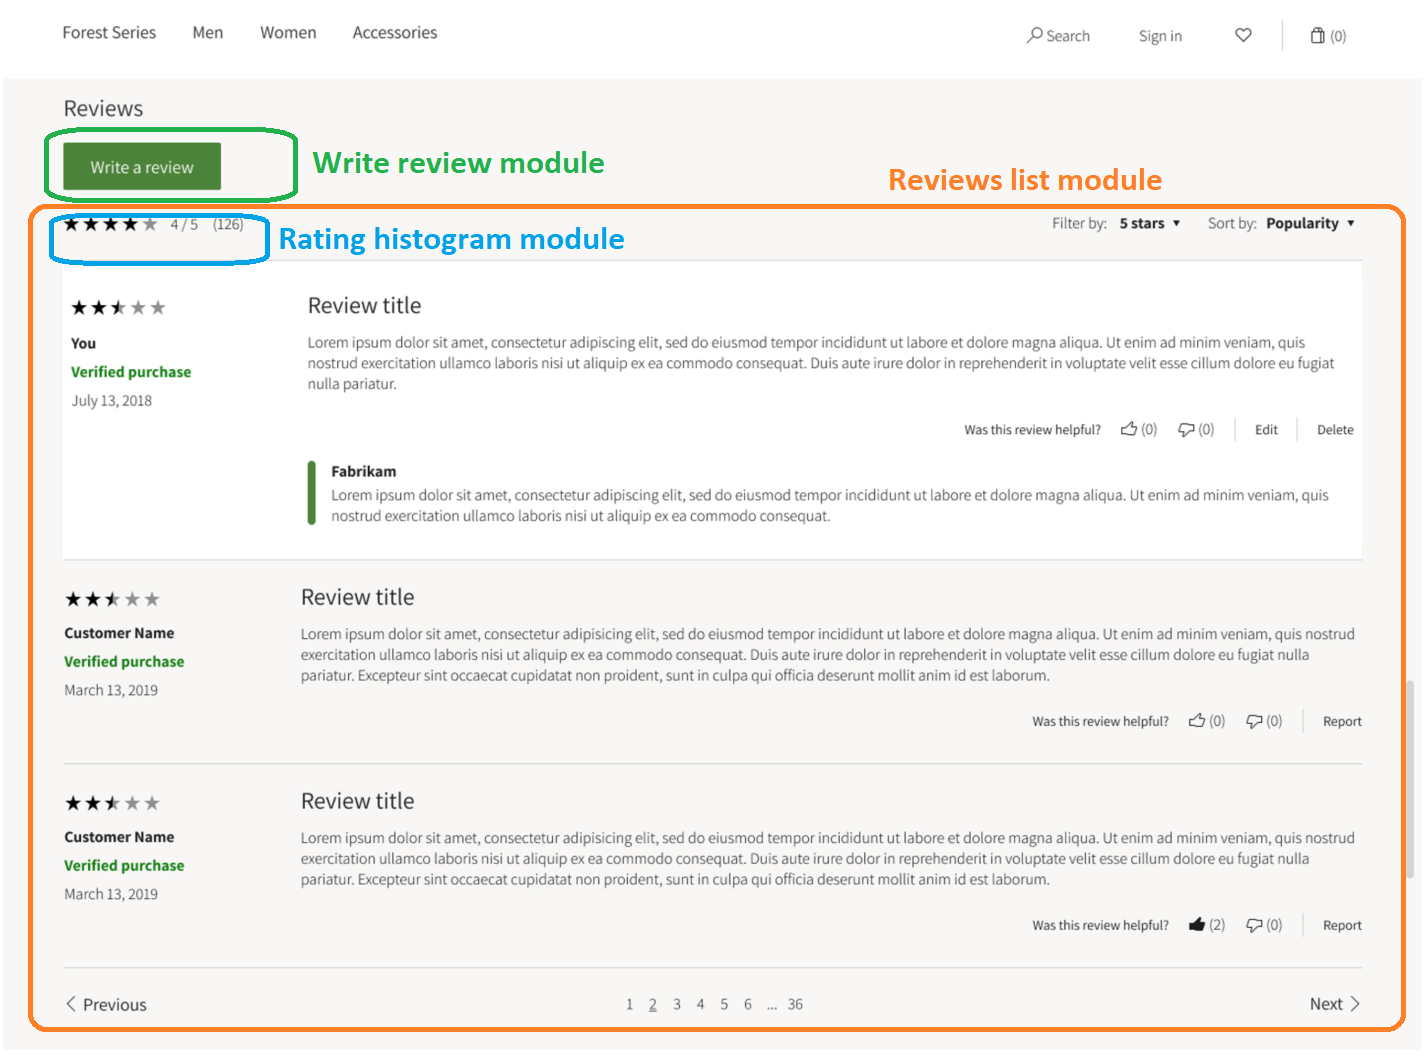 Forest Series Men Women Accessories Search Sign in (0)
Reviews
Write a review
Write review module
Reviews list module
4 / 5 (126)
Rating histogram module
Filter by: 5 stars Sort by: Popularity
Review title
You
Verified purchase
July 13, 2018
Lorem ipsum dolor sit amet, consectetur adipiscing elit, sed do eiusmod tempor incididunt ut labore et dolore magna aliqua. Ut enim ad minim veniam, quis
nostrud exercitation ullamco laboris nisi ut aliquip ex ea commodo consequat. Duis aute irure dolor in reprehenderit in voluptate velit esse cillum dolore eu fugiat
nulla pariatur.
Was this review helpful? (0) (0) Edit Delete
Fabrikam
Lorem ipsum dolor sit amet, consectetur adipiscing elit, sed do eiusmod tempor incididunt ut labore et dolore magna aliqua. Ut enim ad minim veniam, quis
nostrud exercitation ullamco laboris nisi ut aliquip ex ea commodo consequat.
Review title
Customer Name
Verified purchase
March 13, 2019
Lorem ipsum dolor sit amet, consectetur adipisicing elit, sed do eiusmod tempor incididunt ut labore et dolore magna aliqua. Ut enim ad minim veniam, quis nostrud
exercitation ullamco laboris nisi ut aliquip ex ea commodo consequat. Duis aute irure dolor in reprehenderit in voluptate velit esse cillum dolore eu fugiat nulla
pariatur. Excepteur sint occaecat cupidatat non proident, sunt in culpa qui officia deserunt mollit anim id est laborum.
Was this review helpful? (0) (0) Report
Review title
Customer Name
Verified purchase
March 13, 2019
Lorem ipsum dolor sit amet, consectetur adipisicing elit, sed do eiusmod tempor incididunt ut labore et dolore magna aliqua. Ut enim ad minim veniam, quis nostrud
exercitation ullamco laboris nisi ut aliquip ex ea commodo consequat. Duis aute irure dolor in reprehenderit in voluptate velit esse cillum dolore eu fugiat nulla
pariatur. Excepteur sint occaecat cupidatat non proident, sunt in culpa qui officia deserunt mollit anim id est laborum.
Was this review helpful? (2) (0) Report
Previous 1 2 3 4 5 6 ... 36 Next